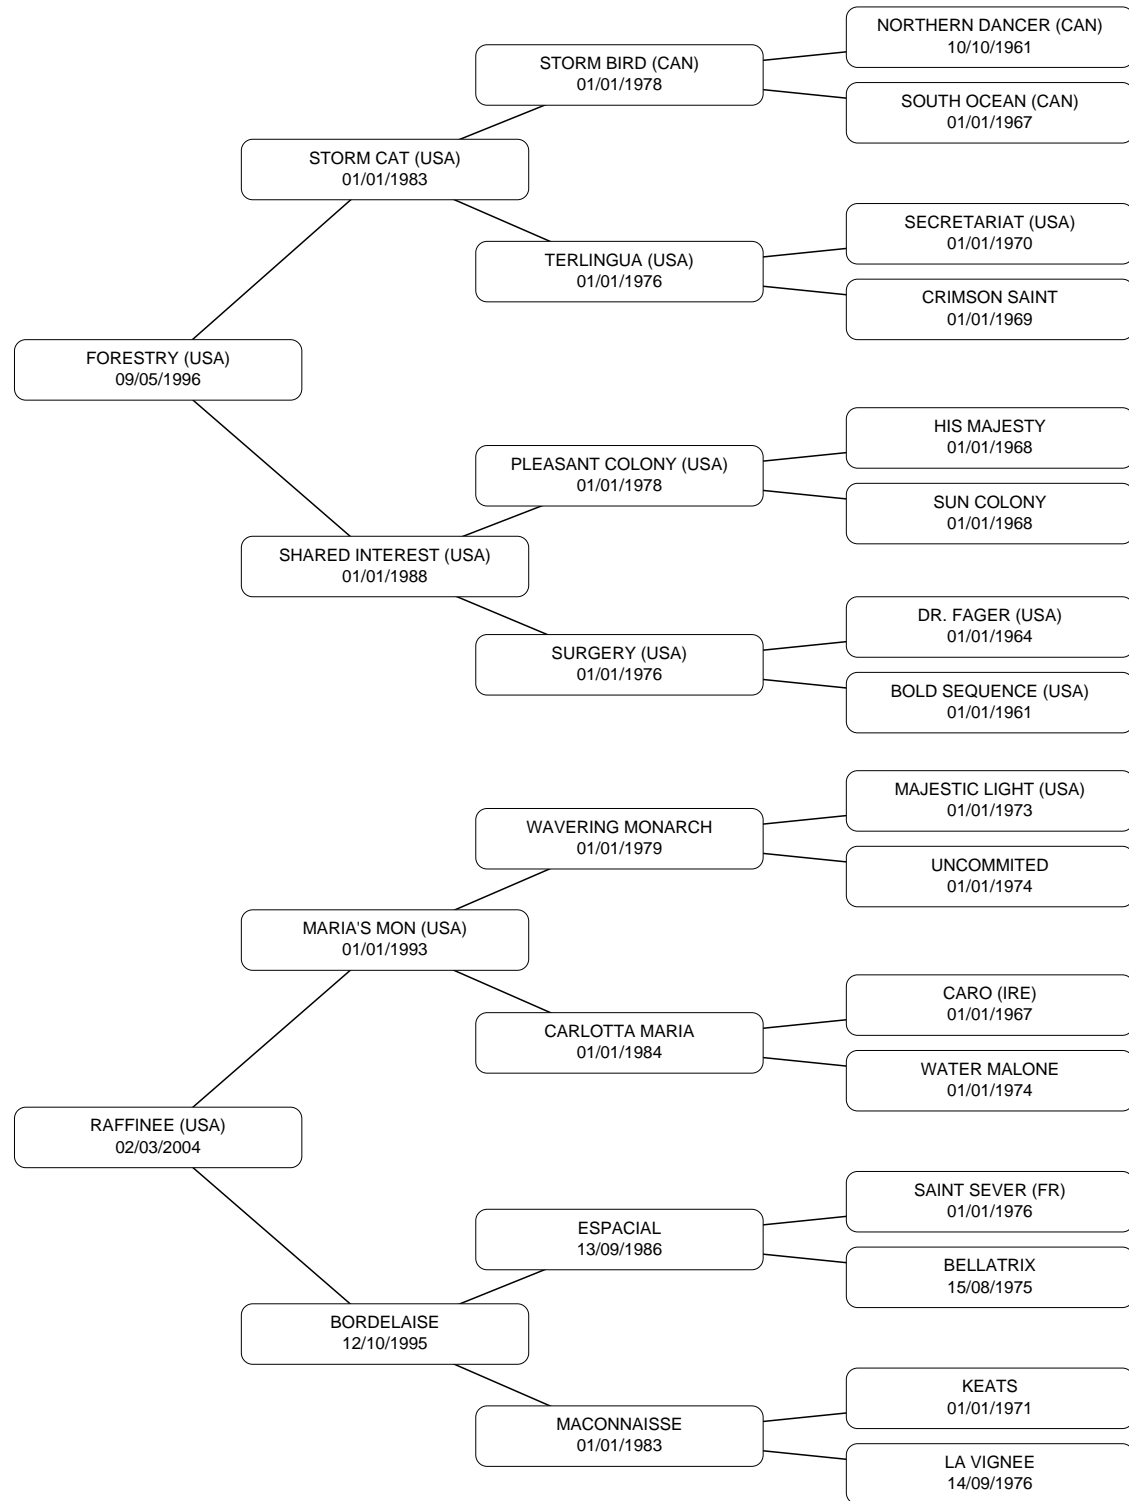 NORTHERN DANCER (CAN)
10/10/1961
STORM BIRD (CAN)
01/01/1978
SOUTH OCEAN (CAN)
01/01/1967
STORM CAT (USA)
01/01/1983
SECRETARIAT (USA)
01/01/1970
TERLINGUA (USA)
01/01/1976
CRIMSON SAINT
01/01/1969
FORESTRY (USA)
09/05/1996
HIS MAJESTY
01/01/1968
PLEASANT COLONY (USA)
01/01/1978
SUN COLONY
01/01/1968
SHARED INTEREST (USA)
01/01/1988
DR. FAGER (USA)
01/01/1964
SURGERY (USA)
01/01/1976
BOLD SEQUENCE (USA)
01/01/1961
MAJESTIC LIGHT (USA)
01/01/1973
WAVERING MONARCH
01/01/1979
UNCOMMITED
01/01/1974
MARIA'S MON (USA)
01/01/1993
CARO (IRE)
01/01/1967
CARLOTTA MARIA
01/01/1984
WATER MALONE
01/01/1974
RAFFINEE (USA)
02/03/2004
SAINT SEVER (FR)
01/01/1976
ESPACIAL
13/09/1986
BELLATRIX
15/08/1975
BORDELAISE
12/10/1995
KEATS
01/01/1971
MACONNAISSE
01/01/1983
LA VIGNEE
14/09/1976